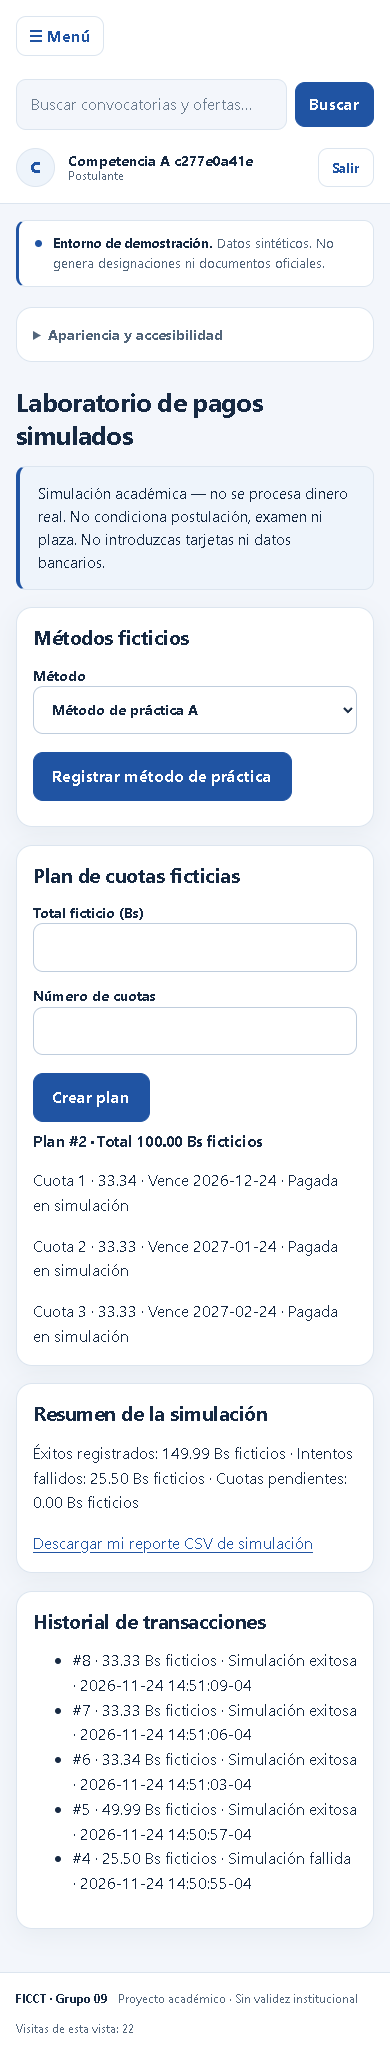 ☰ Menú
Buscar convocatorias y ofertas...
Buscar
C
Competencia A c277e0a41e
Postulante
Salir
Entorno de demostración. Datos sintéticos. No
genera designaciones ni documentos oficiales.
▶ Apariencia y accesibilidad
Laboratorio de pagos
simulados
Simulación académica — no se procesa dinero
real. No condiciona postulación, examen ni
plaza. No introduzcas tarjetas ni datos
bancarios.
Métodos ficticios
Método
Método de práctica A
Registrar método de práctica
Plan de cuotas ficticias
Total ficticio (Bs)
Número de cuotas
Crear plan
Plan #2 · Total 100.00 Bs ficticios
Cuota 1 · 33.34 · Vence 2026-12-24 · Pagada
en simulación
Cuota 2 · 33.33 · Vence 2027-01-24 · Pagada
en simulación
Cuota 3 · 33.33 · Vence 2027-02-24 · Pagada
en simulación
Resumen de la simulación
Éxitos registrados: 149.99 Bs ficticios · Intentos
fallidos: 25.50 Bs ficticios · Cuotas pendientes:
0.00 Bs ficticios
Descargar mi reporte CSV de simulación
Historial de transacciones
• #8 · 33.33 Bs ficticios · Simulación exitosa
· 2026-11-24 14:51:09-04
• #7 · 33.33 Bs ficticios · Simulación exitosa
· 2026-11-24 14:51:06-04
• #6 · 33.34 Bs ficticios · Simulación exitosa
· 2026-11-24 14:51:03-04
• #5 · 49.99 Bs ficticios · Simulación exitosa
· 2026-11-24 14:50:57-04
• #4 · 25.50 Bs ficticios · Simulación fallida
· 2026-11-24 14:50:55-04
FICCT · Grupo 09 Proyecto académico · Sin validez institucional
Visitas de esta vista: 22